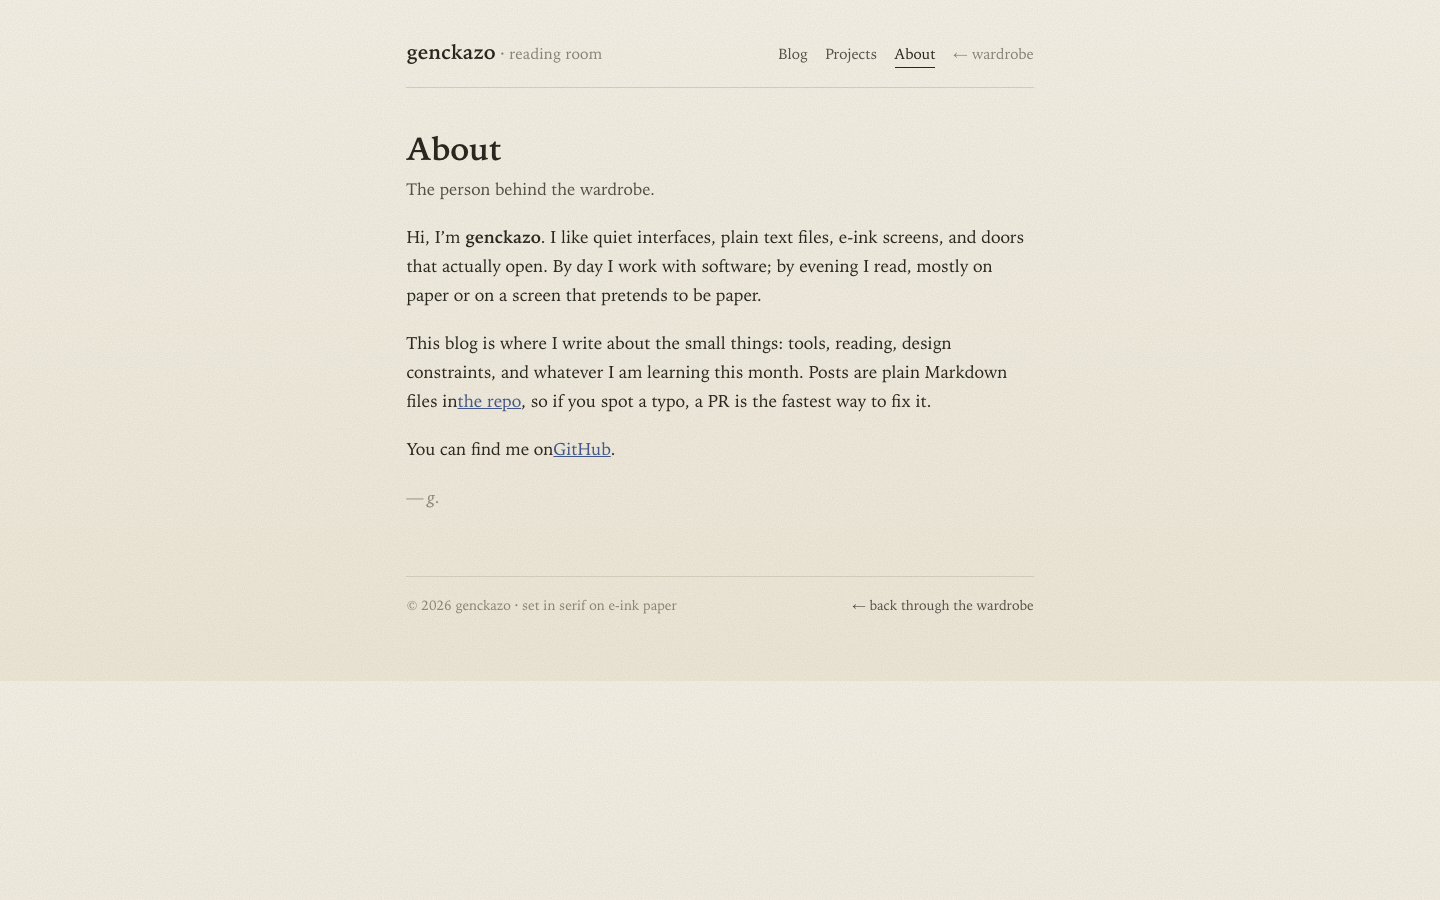 genckazo · reading room
Blog Projects About ← wardrobe
About
The person behind the wardrobe.
Hi, I’m genckazo. I like quiet interfaces, plain text files, e-ink screens, and doors
that actually open. By day I work with software; by evening I read, mostly on
paper or on a screen that pretends to be paper.
This blog is where I write about the small things: tools, reading, design
constraints, and whatever I am learning this month. Posts are plain Markdown
files inthe repo, so if you spot a typo, a PR is the fastest way to fix it.
You can find me onGitHub.
— g.
© 2026 genckazo · set in serif on e-ink paper
← back through the wardrobe